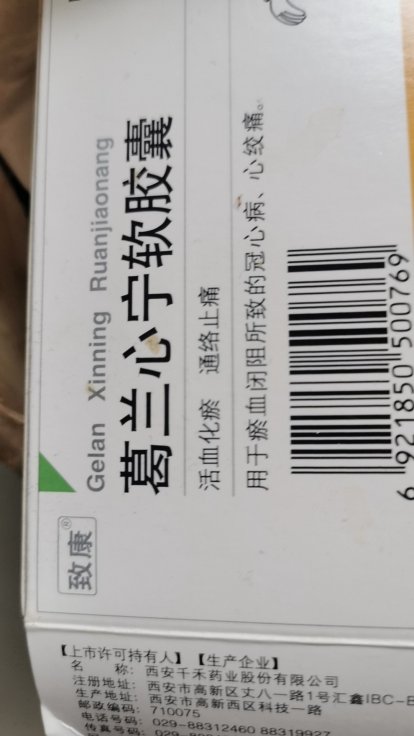 Gelan Xinning Ruanjiaonang
葛兰心宁软胶囊
活血化瘀 通络止痛
用于瘀血闭阻所致的冠心病、心绞痛。
6 921850 500769
致康®
【上市许可持有人】【生产企业】
名 称: 西安千禾药业股份有限公司
注册地址: 西安市高新区丈八一路1号汇鑫IBC-
生产地址: 西安市高新西区科技一路
邮政编码: 710075
电话号码: 029-88312460 88319927
传真号码: 029-